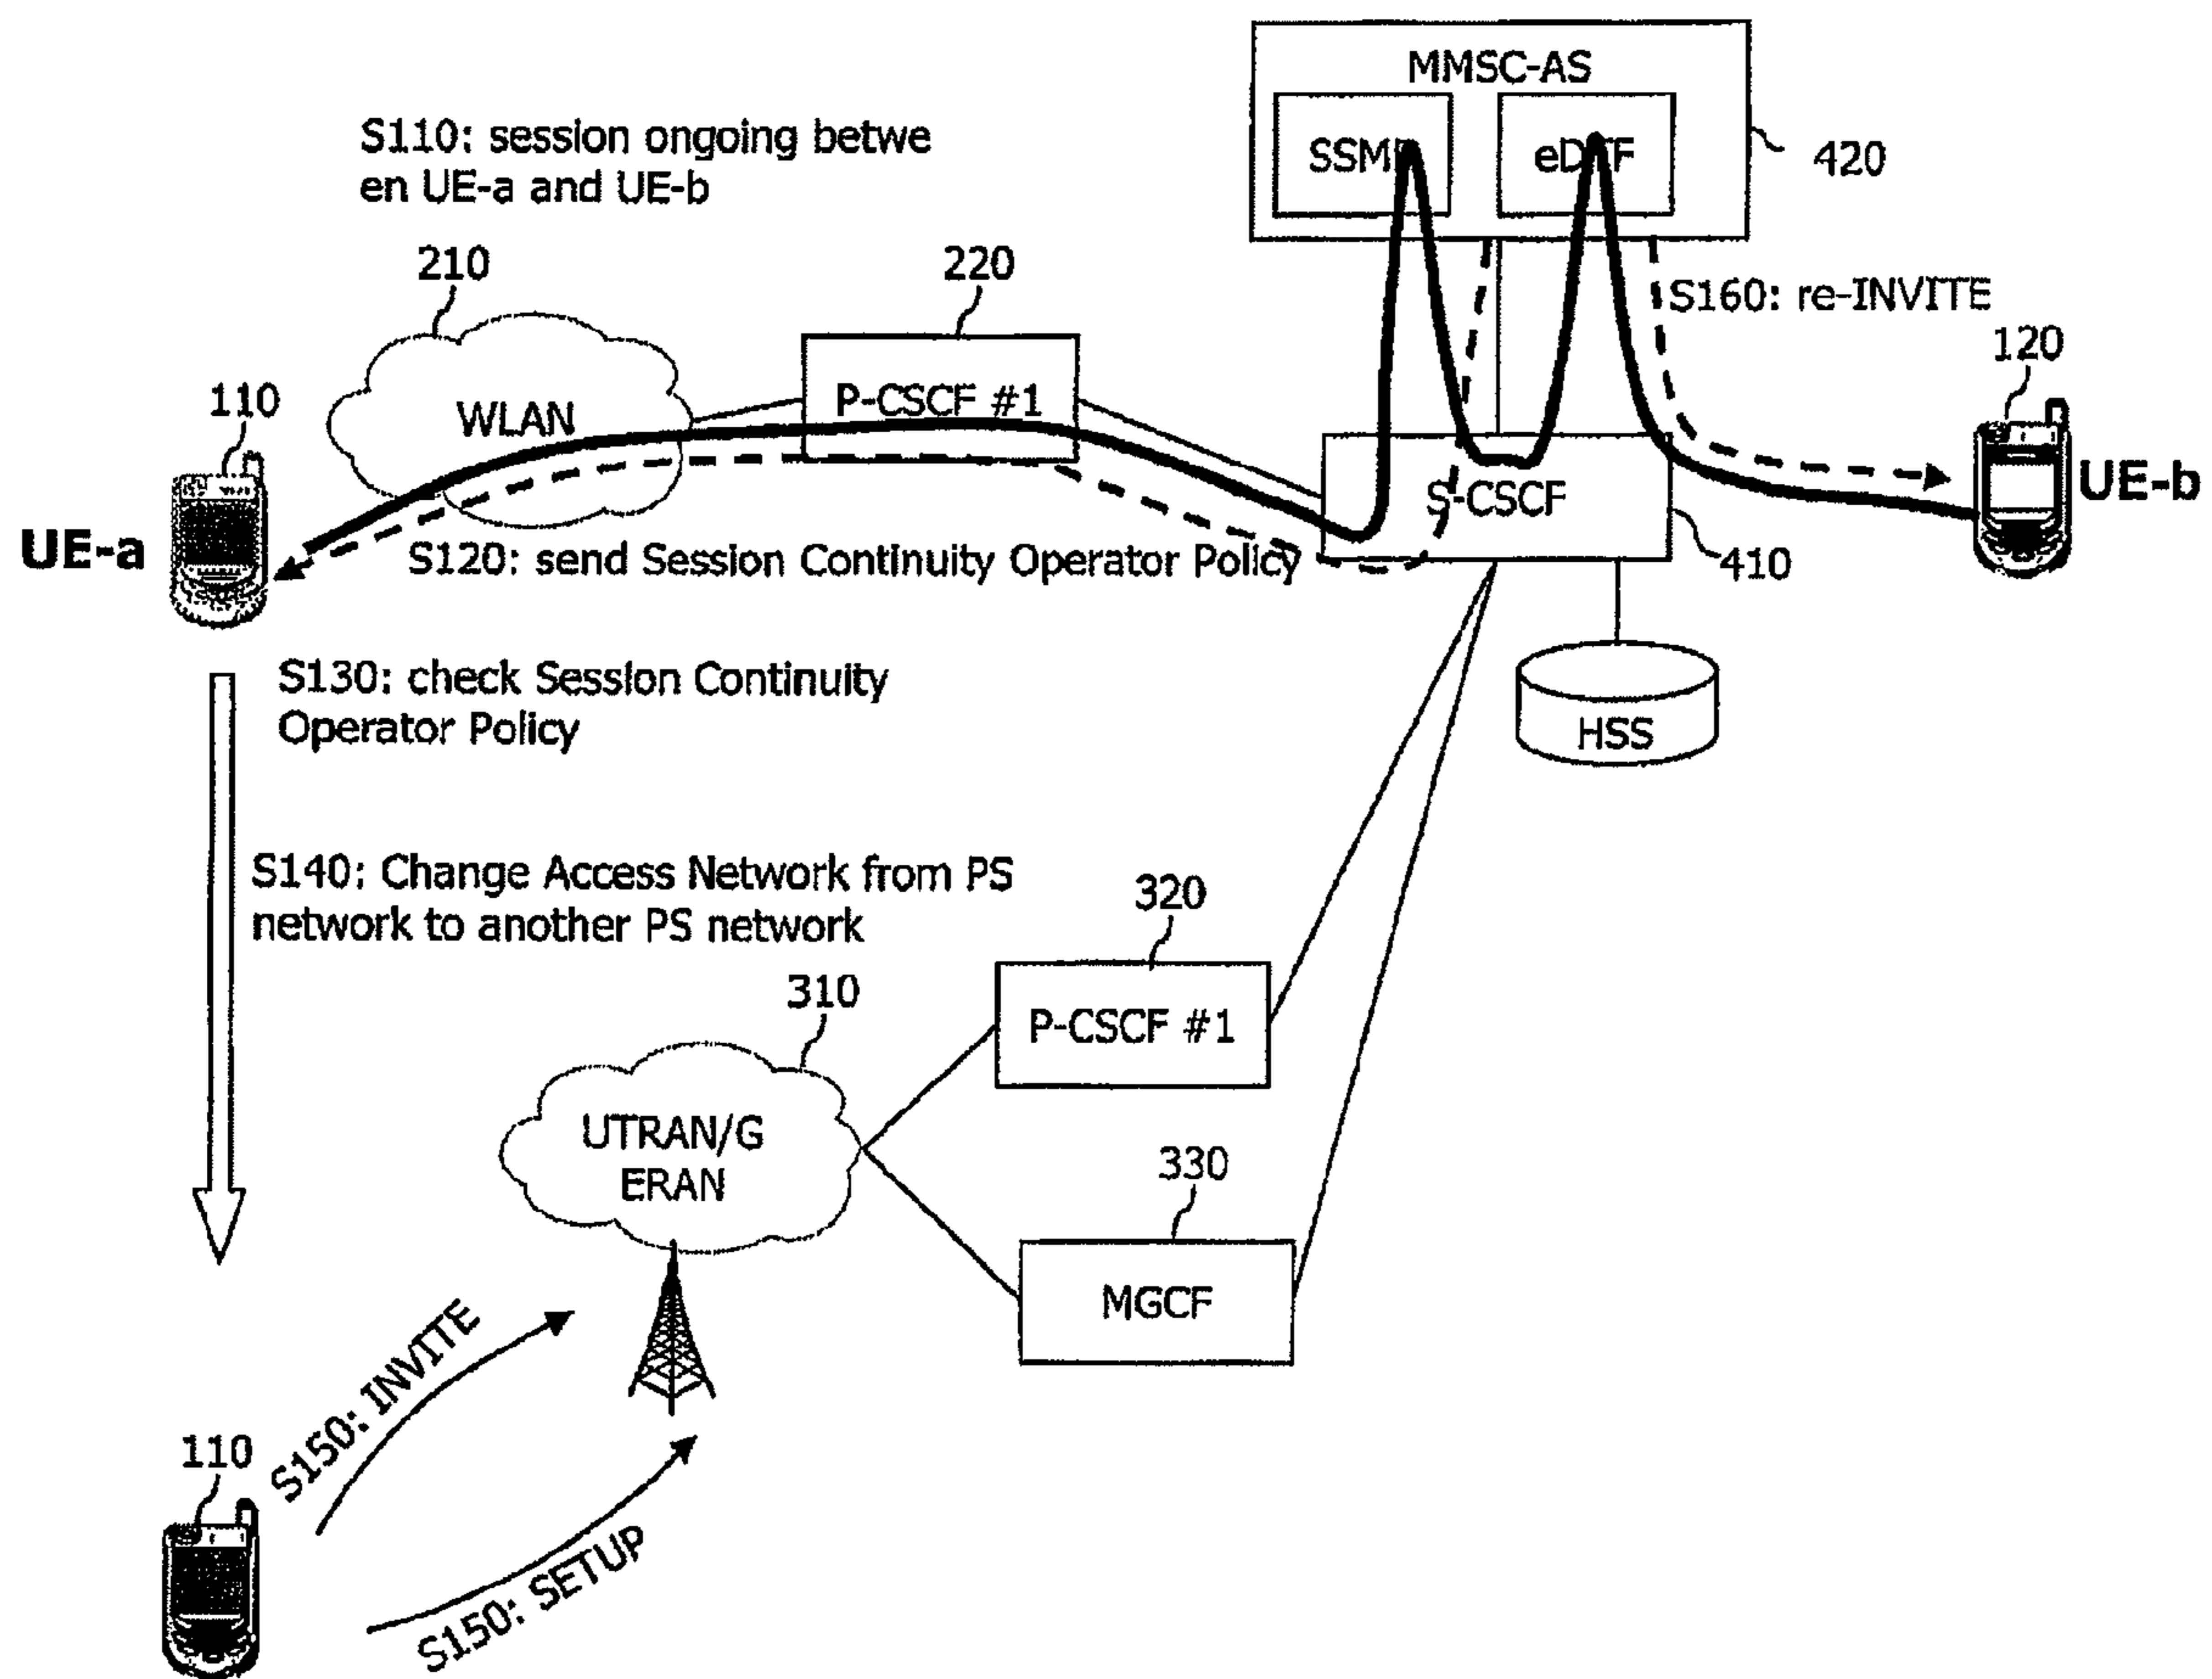 MMSC-AS
S110: session ongoing betwe
en UE-a and UE-b
420
210
220
S160: re-INVITE
120
110
WLAN
P-CSCF #1
UE-a
S-CSCF
UE-b
S120: send Session Continuity Operator Policy
410
S130: check Session Continuity
Operator Policy
HSS
S140: Change Access Network from PS
network to another PS network
320
310
P-CSCF #1
UTRAN/G
ERAN
330
MGCF
S150: INVITE
110
S150: SETUP